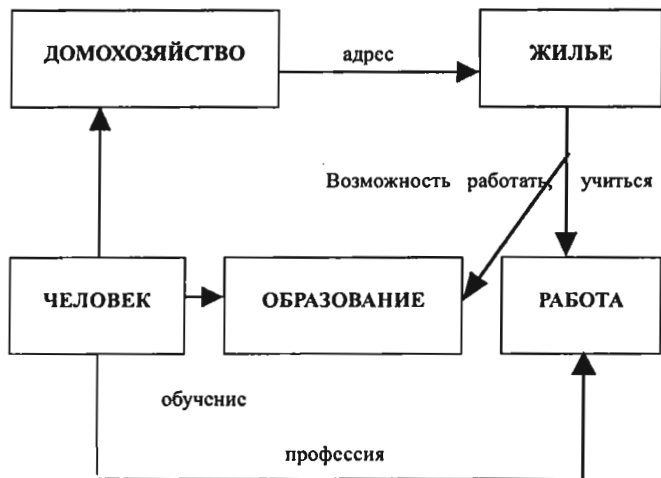 ДОМОХОЗЯЙСТВО адрес ЖИЛЬЕ
Возможность работать, учиться
ЧЕЛОВЕК ОБРАЗОВАНИЕ РАБОТА
обучение
профессия